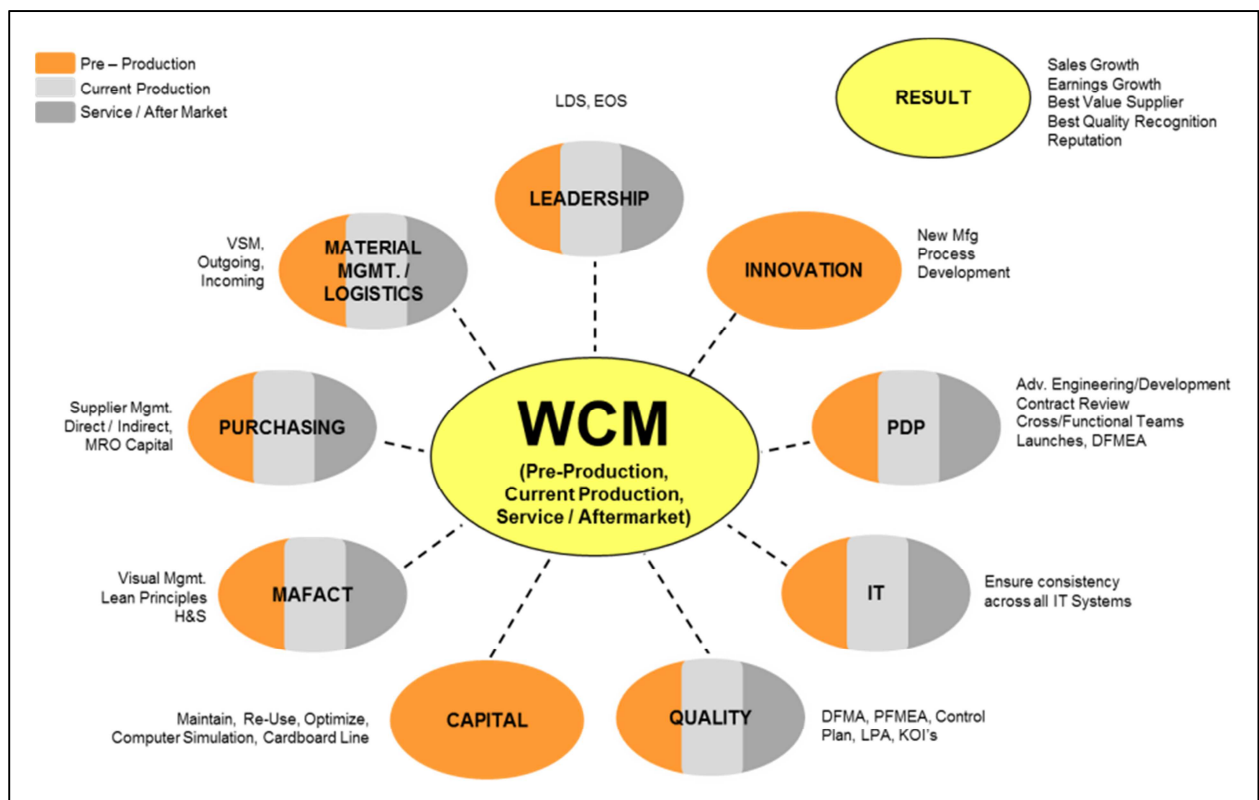 Pre – Production
Current Production
Service / After Market
RESULT
Sales Growth
Earnings Growth
Best Value Supplier
Best Quality Recognition
Reputation
LDS, EOS
LEADERSHIP
VSM,
Outgoing,
Incoming
MATERIAL
MGMT. /
LOGISTICS
INNOVATION
New Mfg
Process
Development
Supplier Mgmt.
Direct / Indirect,
MRO Capital
PURCHASING
WCM
(Pre-Production,
Current Production,
Service / Aftermarket)
PDP
Adv. Engineering/Development
Contract Review
Cross/Functional Teams
Launches, DFMEA
Visual Mgmt.
Lean Principles
H&S
MAFACT
IT
Ensure consistency
across all IT Systems
Maintain, Re-Use, Optimize,
Computer Simulation, Cardboard Line
CAPITAL
QUALITY
DFMA, PFMEA, Control
Plan, LPA, KOI's